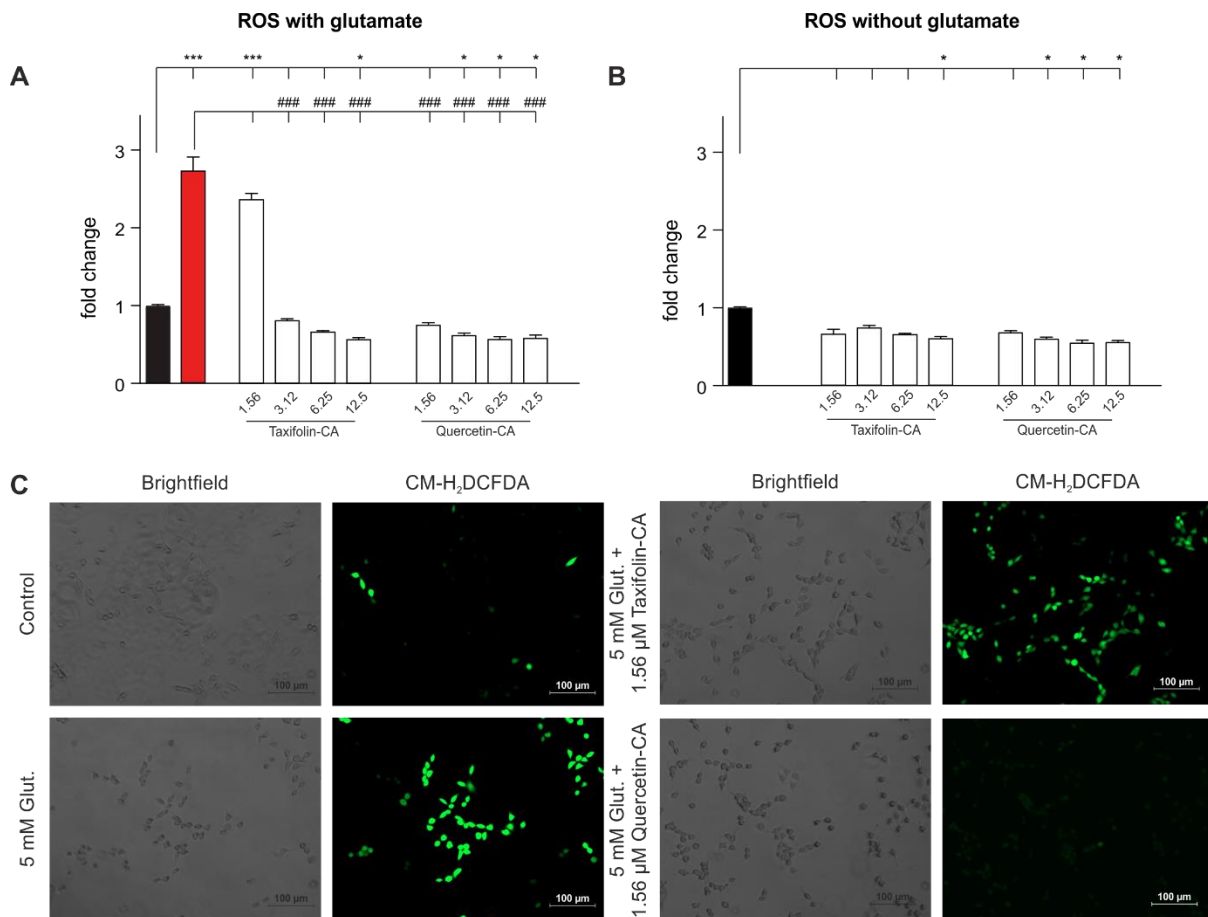 ROS with glutamate
A
*** *** * * * *
### ### ### ### ### ### ###
fold change
3
2
1
0
1.56 3.12 6.25 12.5 1.56 3.12 6.25 12.5
Taxifolin-CA Quercetin-CA
ROS without glutamate
B
* * * *
fold change
3
2
1
0
1.56 3.12 6.25 12.5 1.56 3.12 6.25 12.5
Taxifolin-CA Quercetin-CA
C
Brightfield CM-H₂DCFDA Brightfield CM-H₂DCFDA
Control
100 µm 100 µm
5 mM Glut. +
1.56 µM Taxifolin-CA
100 µm 100 µm
5 mM Glut.
100 µm 100 µm
5 mM Glut. +
1.56 µM Quercetin-CA
100 µm 100 µm